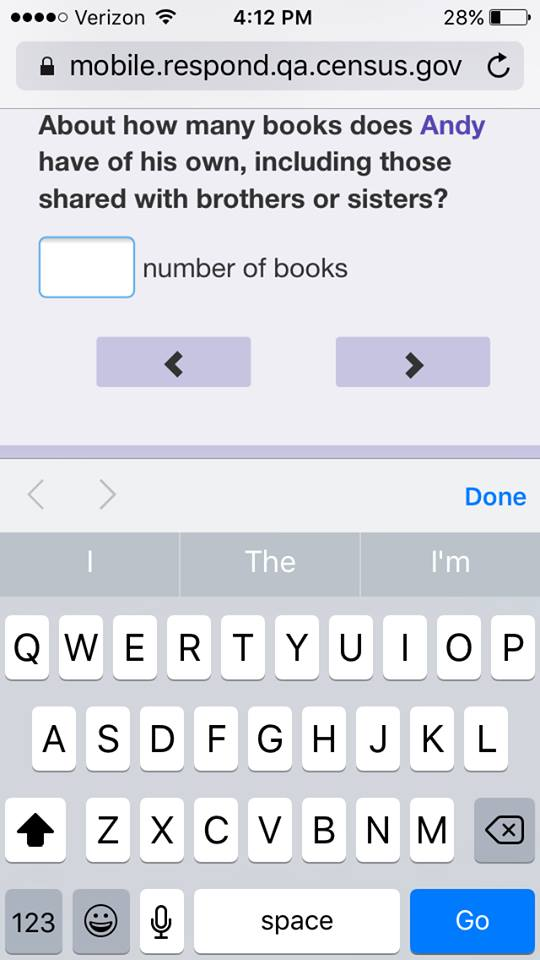 Verizon 4:12 PM 28%
mobile.respond.qa.census.gov
About how many books does Andy
have of his own, including those
shared with brothers or sisters?
number of books
Done
I The I'm
Q W E R T Y U I O P
A S D F G H J K L
Z X C V B N M
123 space Go